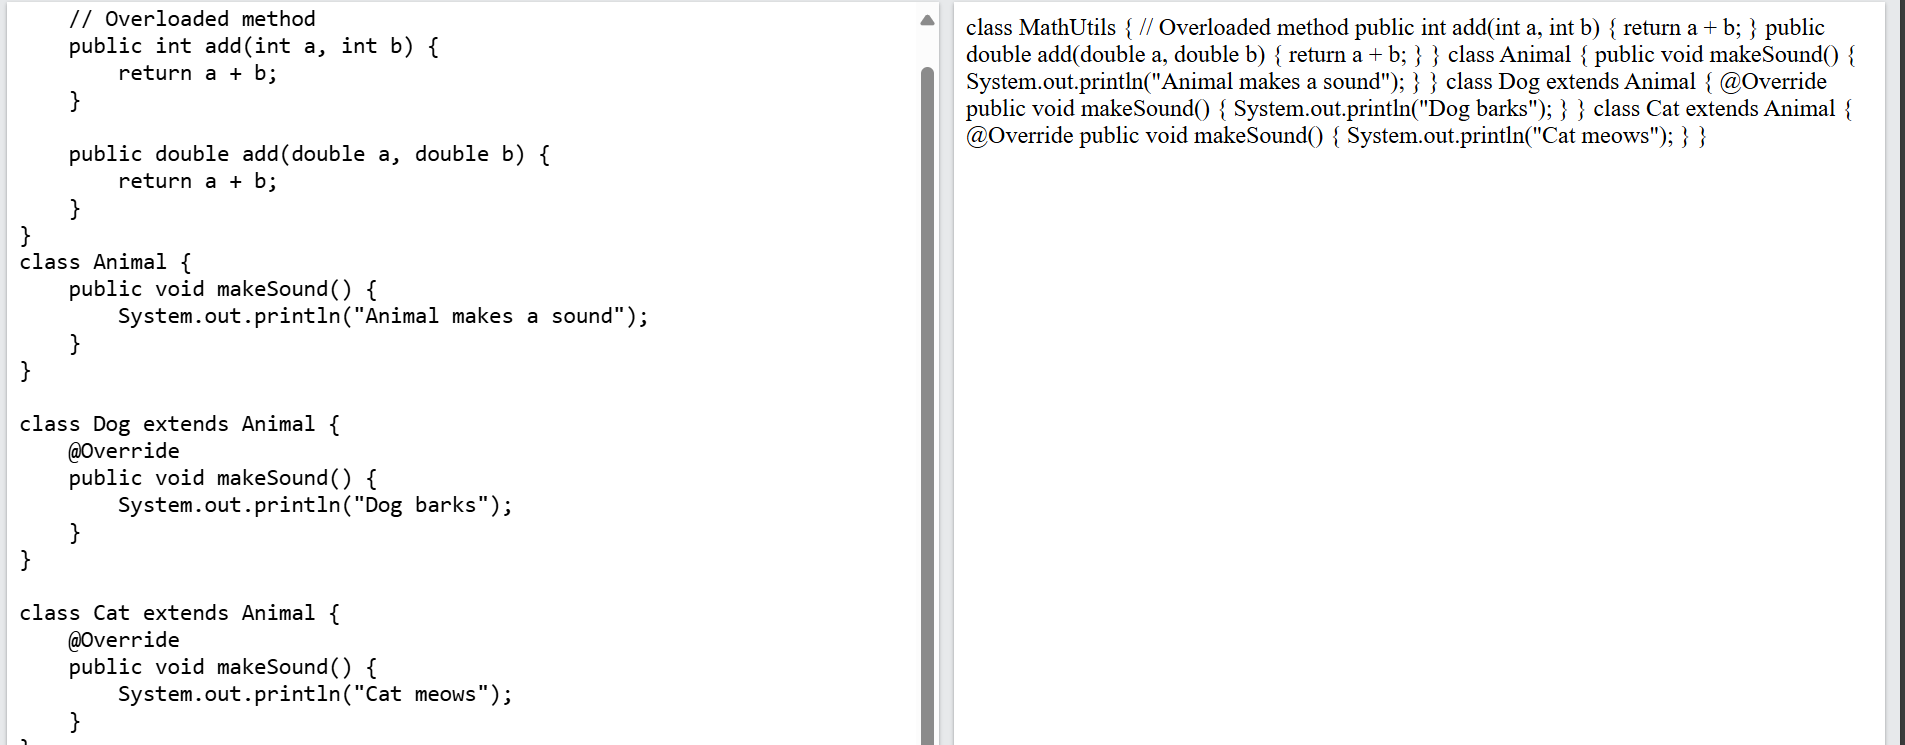 // Overloaded method
    public int add(int a, int b) {
        return a + b;
    }

    public double add(double a, double b) {
        return a + b;
    }
}
class Animal {
    public void makeSound() {
        System.out.println("Animal makes a sound");
    }
}

class Dog extends Animal {
    @Override
    public void makeSound() {
        System.out.println("Dog barks");
    }
}

class Cat extends Animal {
    @Override
    public void makeSound() {
        System.out.println("Cat meows");
    }
}
class MathUtils { // Overloaded method public int add(int a, int b) { return a + b; } public
double add(double a, double b) { return a + b; } } class Animal { public void makeSound() {
System.out.println("Animal makes a sound"); } } class Dog extends Animal { @Override
public void makeSound() { System.out.println("Dog barks"); } } class Cat extends Animal {
@Override public void makeSound() { System.out.println("Cat meows"); } }